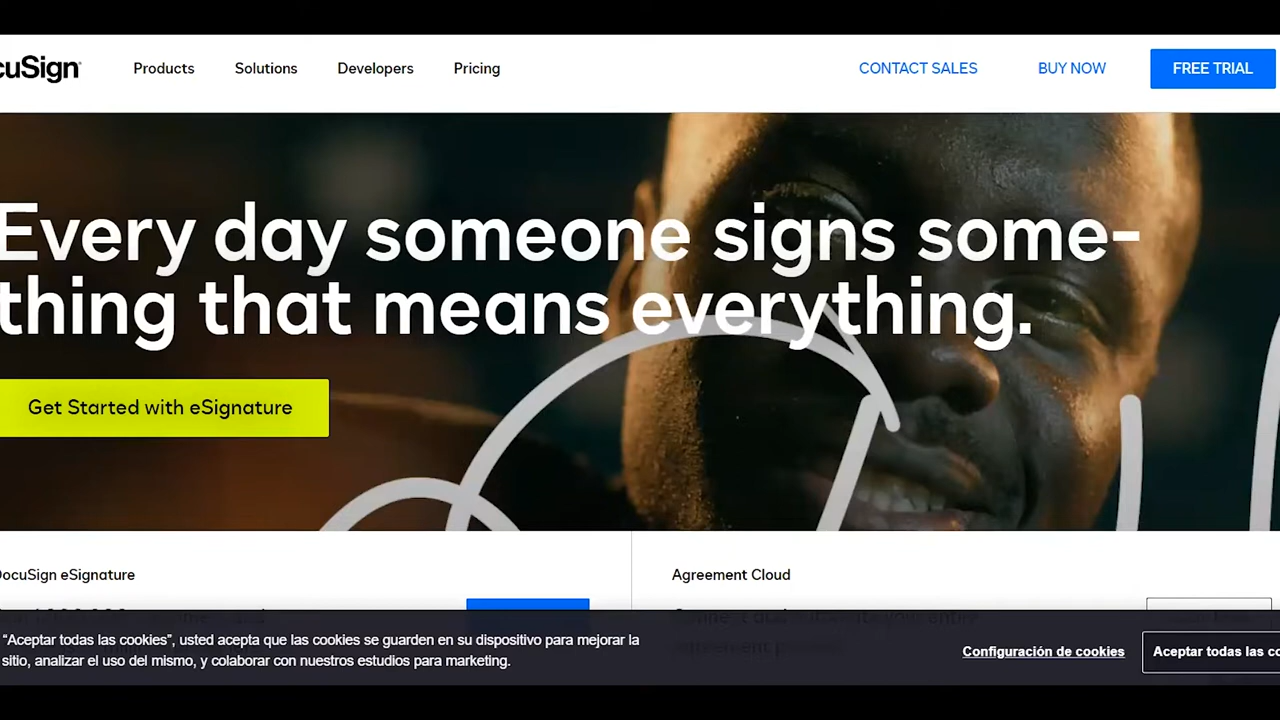 cuSign
Products
Solutions
Developers
Pricing
CONTACT SALES
BUY NOW
FREE TRIAL
Every day someone signs some-
thing that means everything.
Get Started with eSignature
DocuSign eSignature
Agreement Cloud
“Aceptar todas las cookies”, usted acepta que las cookies se guarden en su dispositivo para mejorar la
sitio, analizar el uso del mismo, y colaborar con nuestros estudios para marketing.
Configuración de cookies
Aceptar todas las co